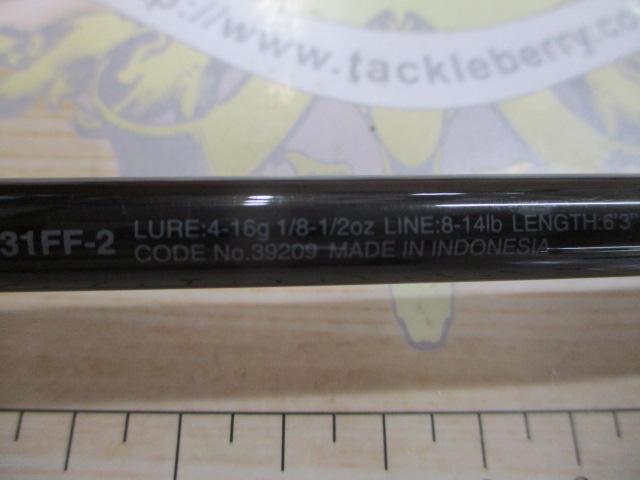 http://www.tackleberry.co
31FF-2 LURE:4-16g 1/8-1/2oz LINE:8-14lb LENGTH:6'3"
CODE No.39209 MADE IN INDONESIA